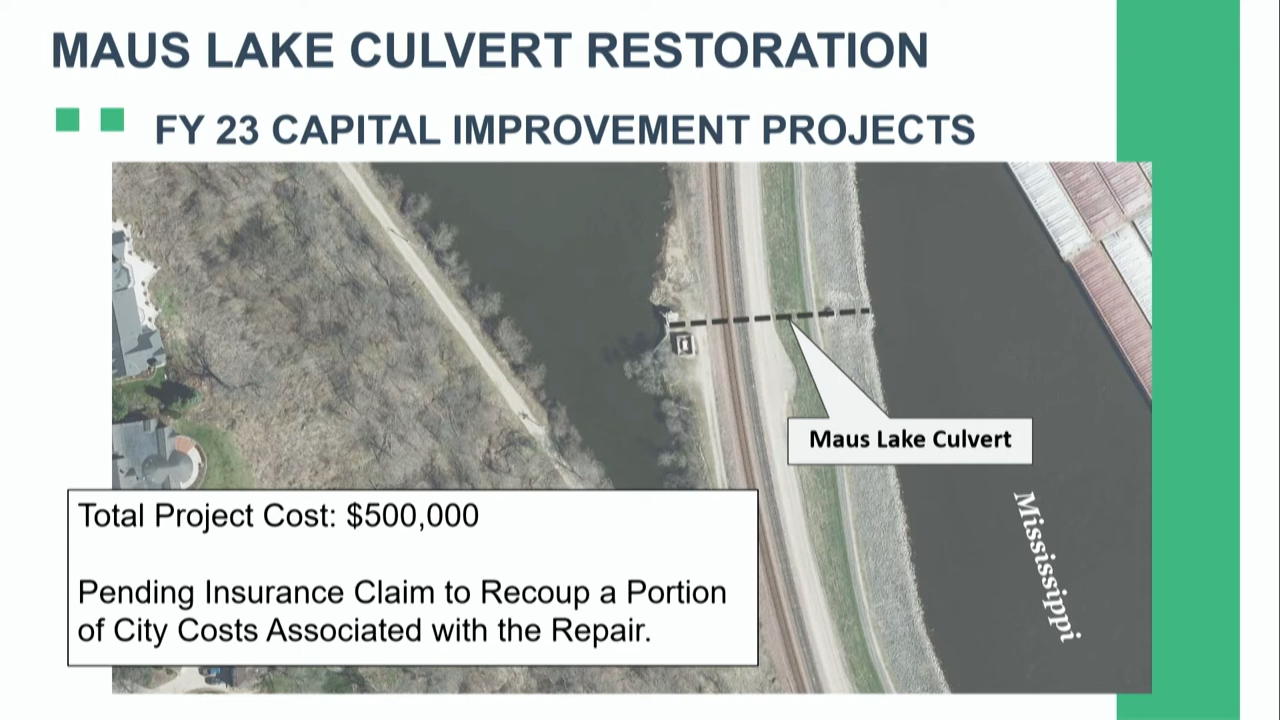 MAUS LAKE CULVERT RESTORATION
FY 23 CAPITAL IMPROVEMENT PROJECTS
Maus Lake Culvert
Mississippi
Total Project Cost: $500,000
Pending Insurance Claim to Recoup a Portion
of City Costs Associated with the Repair.